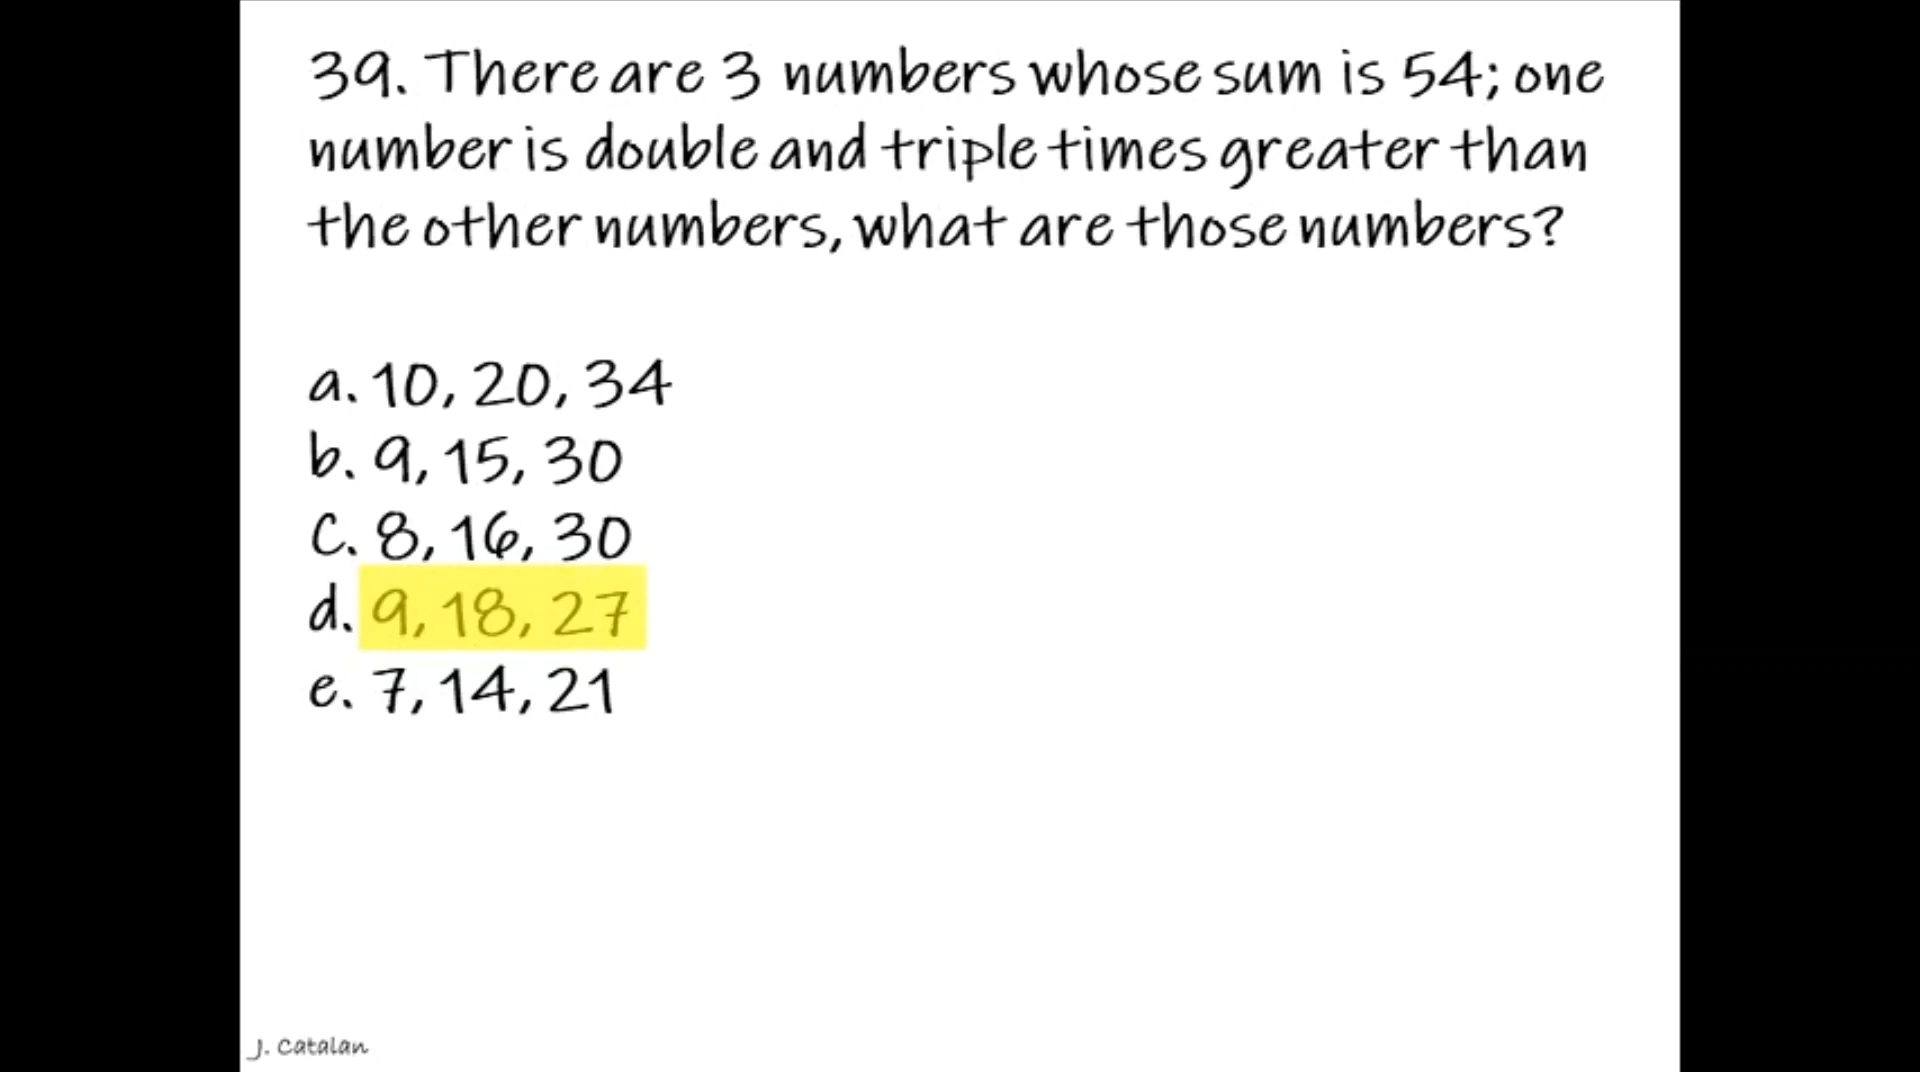 39. There are 3 numbers whose sum is 54; one
number is double and triple times greater than
the other numbers, what are those numbers?
a. 10, 20, 34
b. 9, 15, 30
C. 8, 16, 30
d. 9, 18, 27
e. 7, 14, 21
J. Catalan